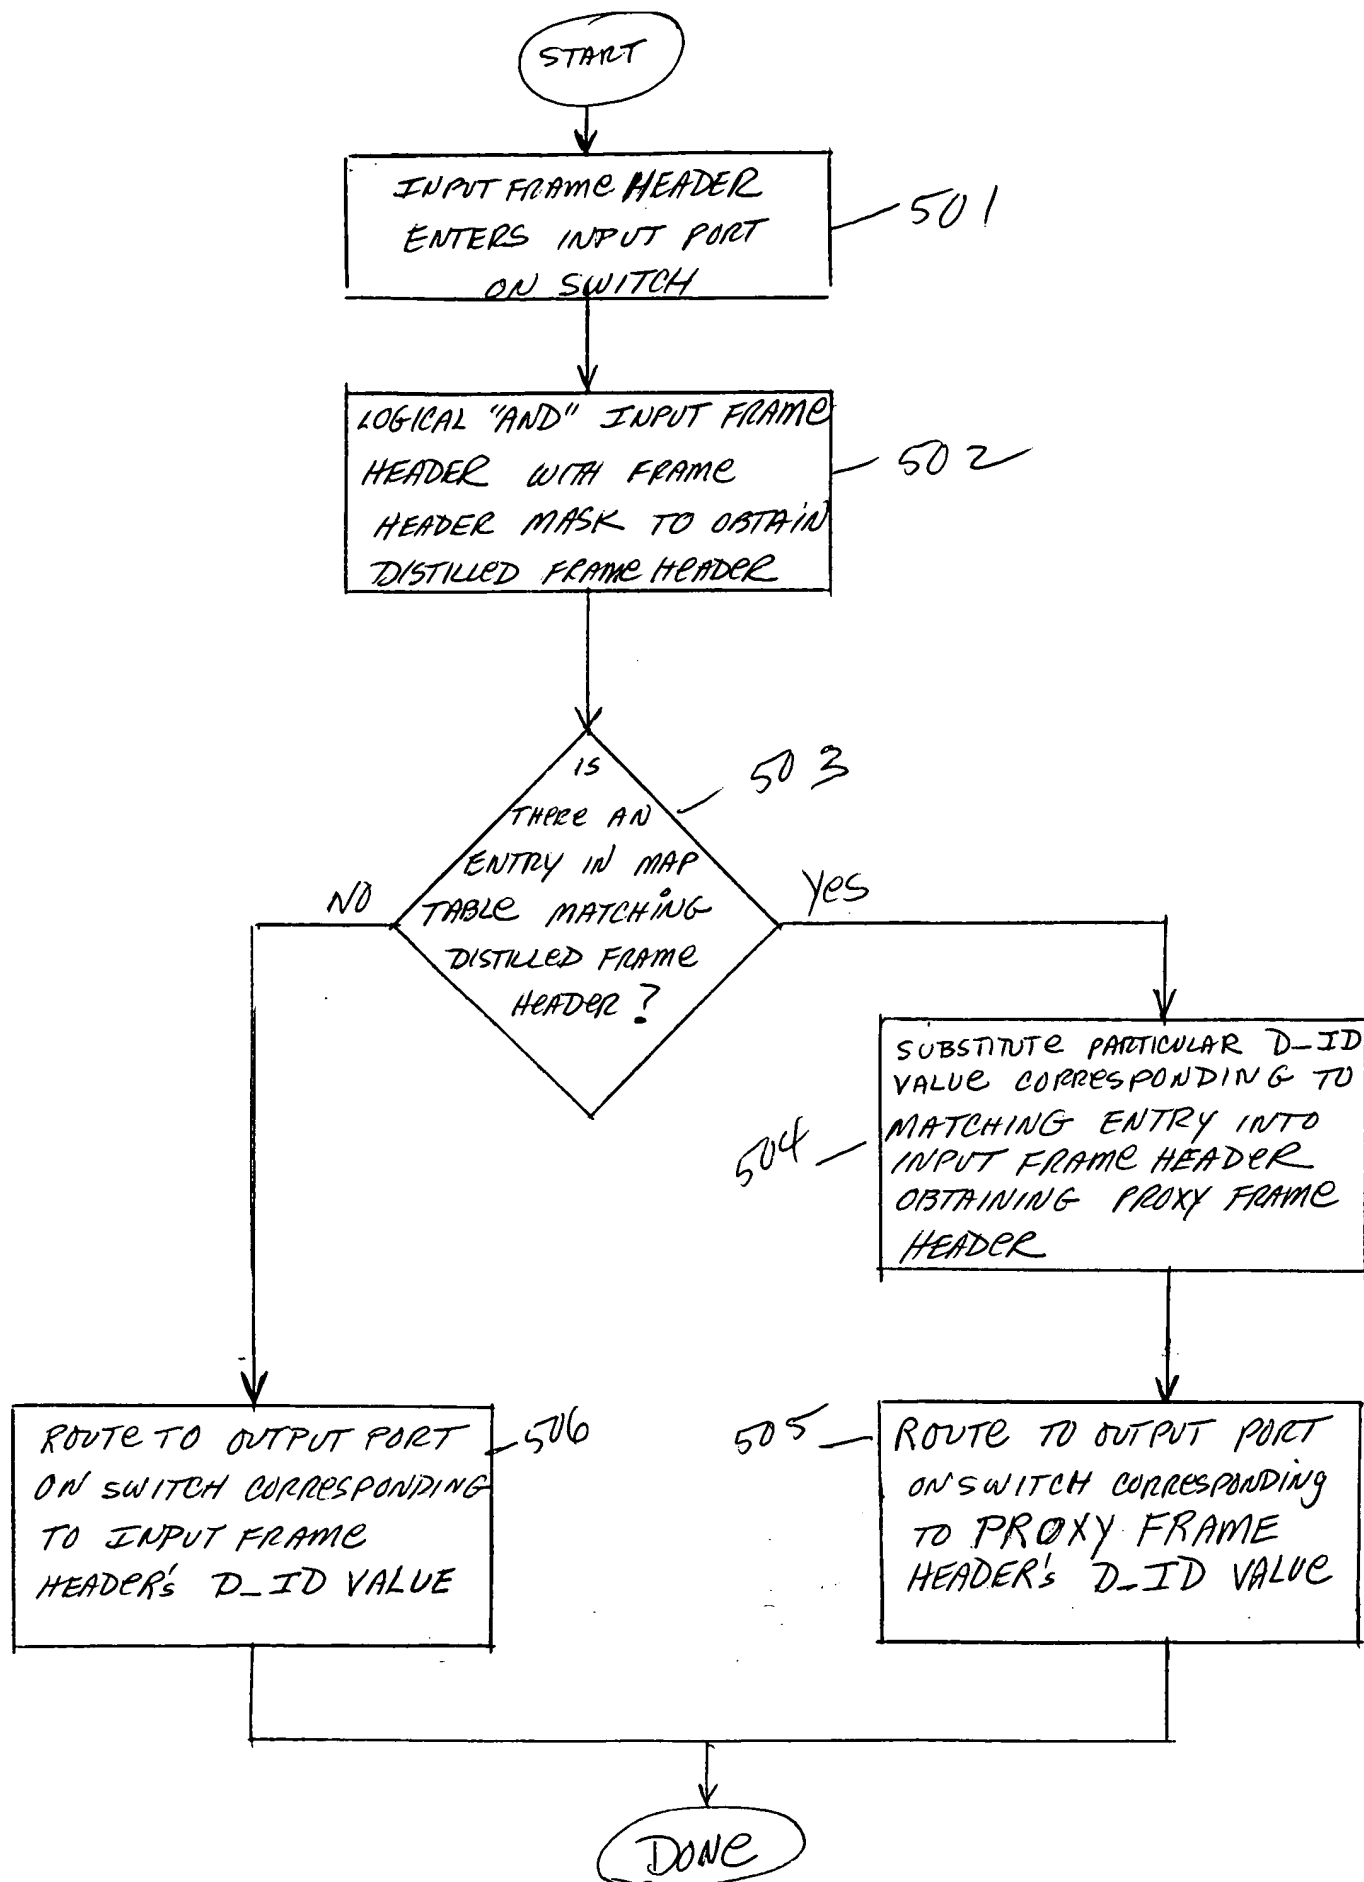 START
INPUT FRAME HEADER
ENTERS INPUT PORT
ON SWITCH
501
LOGICAL "AND" INPUT FRAME
HEADER WITH FRAME
HEADER MASK TO OBTAIN
DISTILLED FRAME HEADER
502
IS
THERE AN
ENTRY IN MAP
TABLE MATCHING
DISTILLED FRAME
HEADER?
503
NO
Yes
SUBSTITUTE PARTICULAR D_ID
VALUE CORRESPONDING TO
MATCHING ENTRY INTO
INPUT FRAME HEADER
OBTAINING PROXY FRAME
HEADER
504
ROUTE TO OUTPUT PORT
ON SWITCH CORRESPONDING
TO INPUT FRAME
HEADER's D_ID VALUE
506
505
ROUTE TO OUTPUT PORT
ON SWITCH CORRESPONDING
TO PROXY FRAME
HEADER's D_ID VALUE
DONE